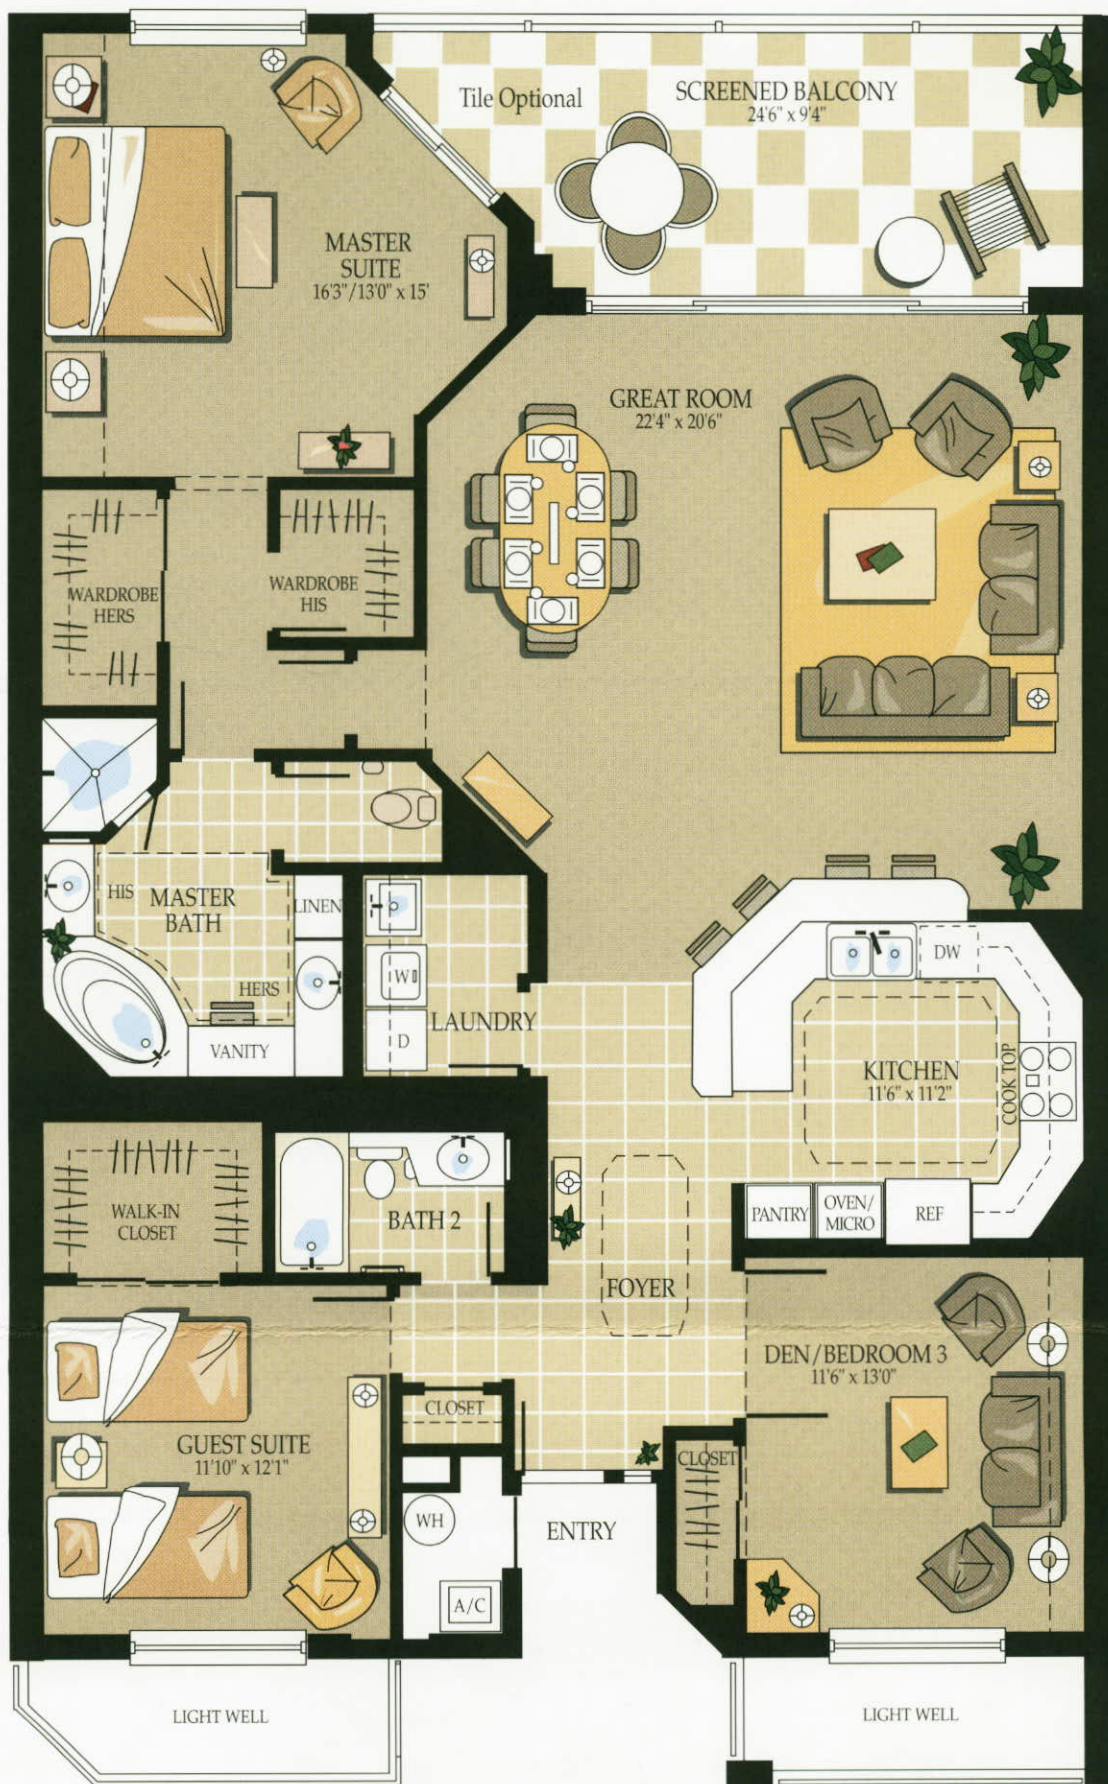 Tile Optional
SCREENED BALCONY
24'6" x 9'4"
MASTER
SUITE
16'3"/13'0" x 15'
GREAT ROOM
22'4" x 20'6"
WARDROBE
HERS
WARDROBE
HIS
HIS
MASTER
BATH
LINEN
HERS
VANITY
W
D
LAUNDRY
DW
KITCHEN
11'6" x 11'2"
COOK TOP
WALK-IN
CLOSET
BATH 2
PANTRY
OVEN/
MICRO
REF
FOYER
DEN/BEDROOM 3
11'6" x 13'0"
CLOSET
GUEST SUITE
11'10" x 12'1"
CLOSET
WH
ENTRY
A/C
LIGHT WELL
LIGHT WELL